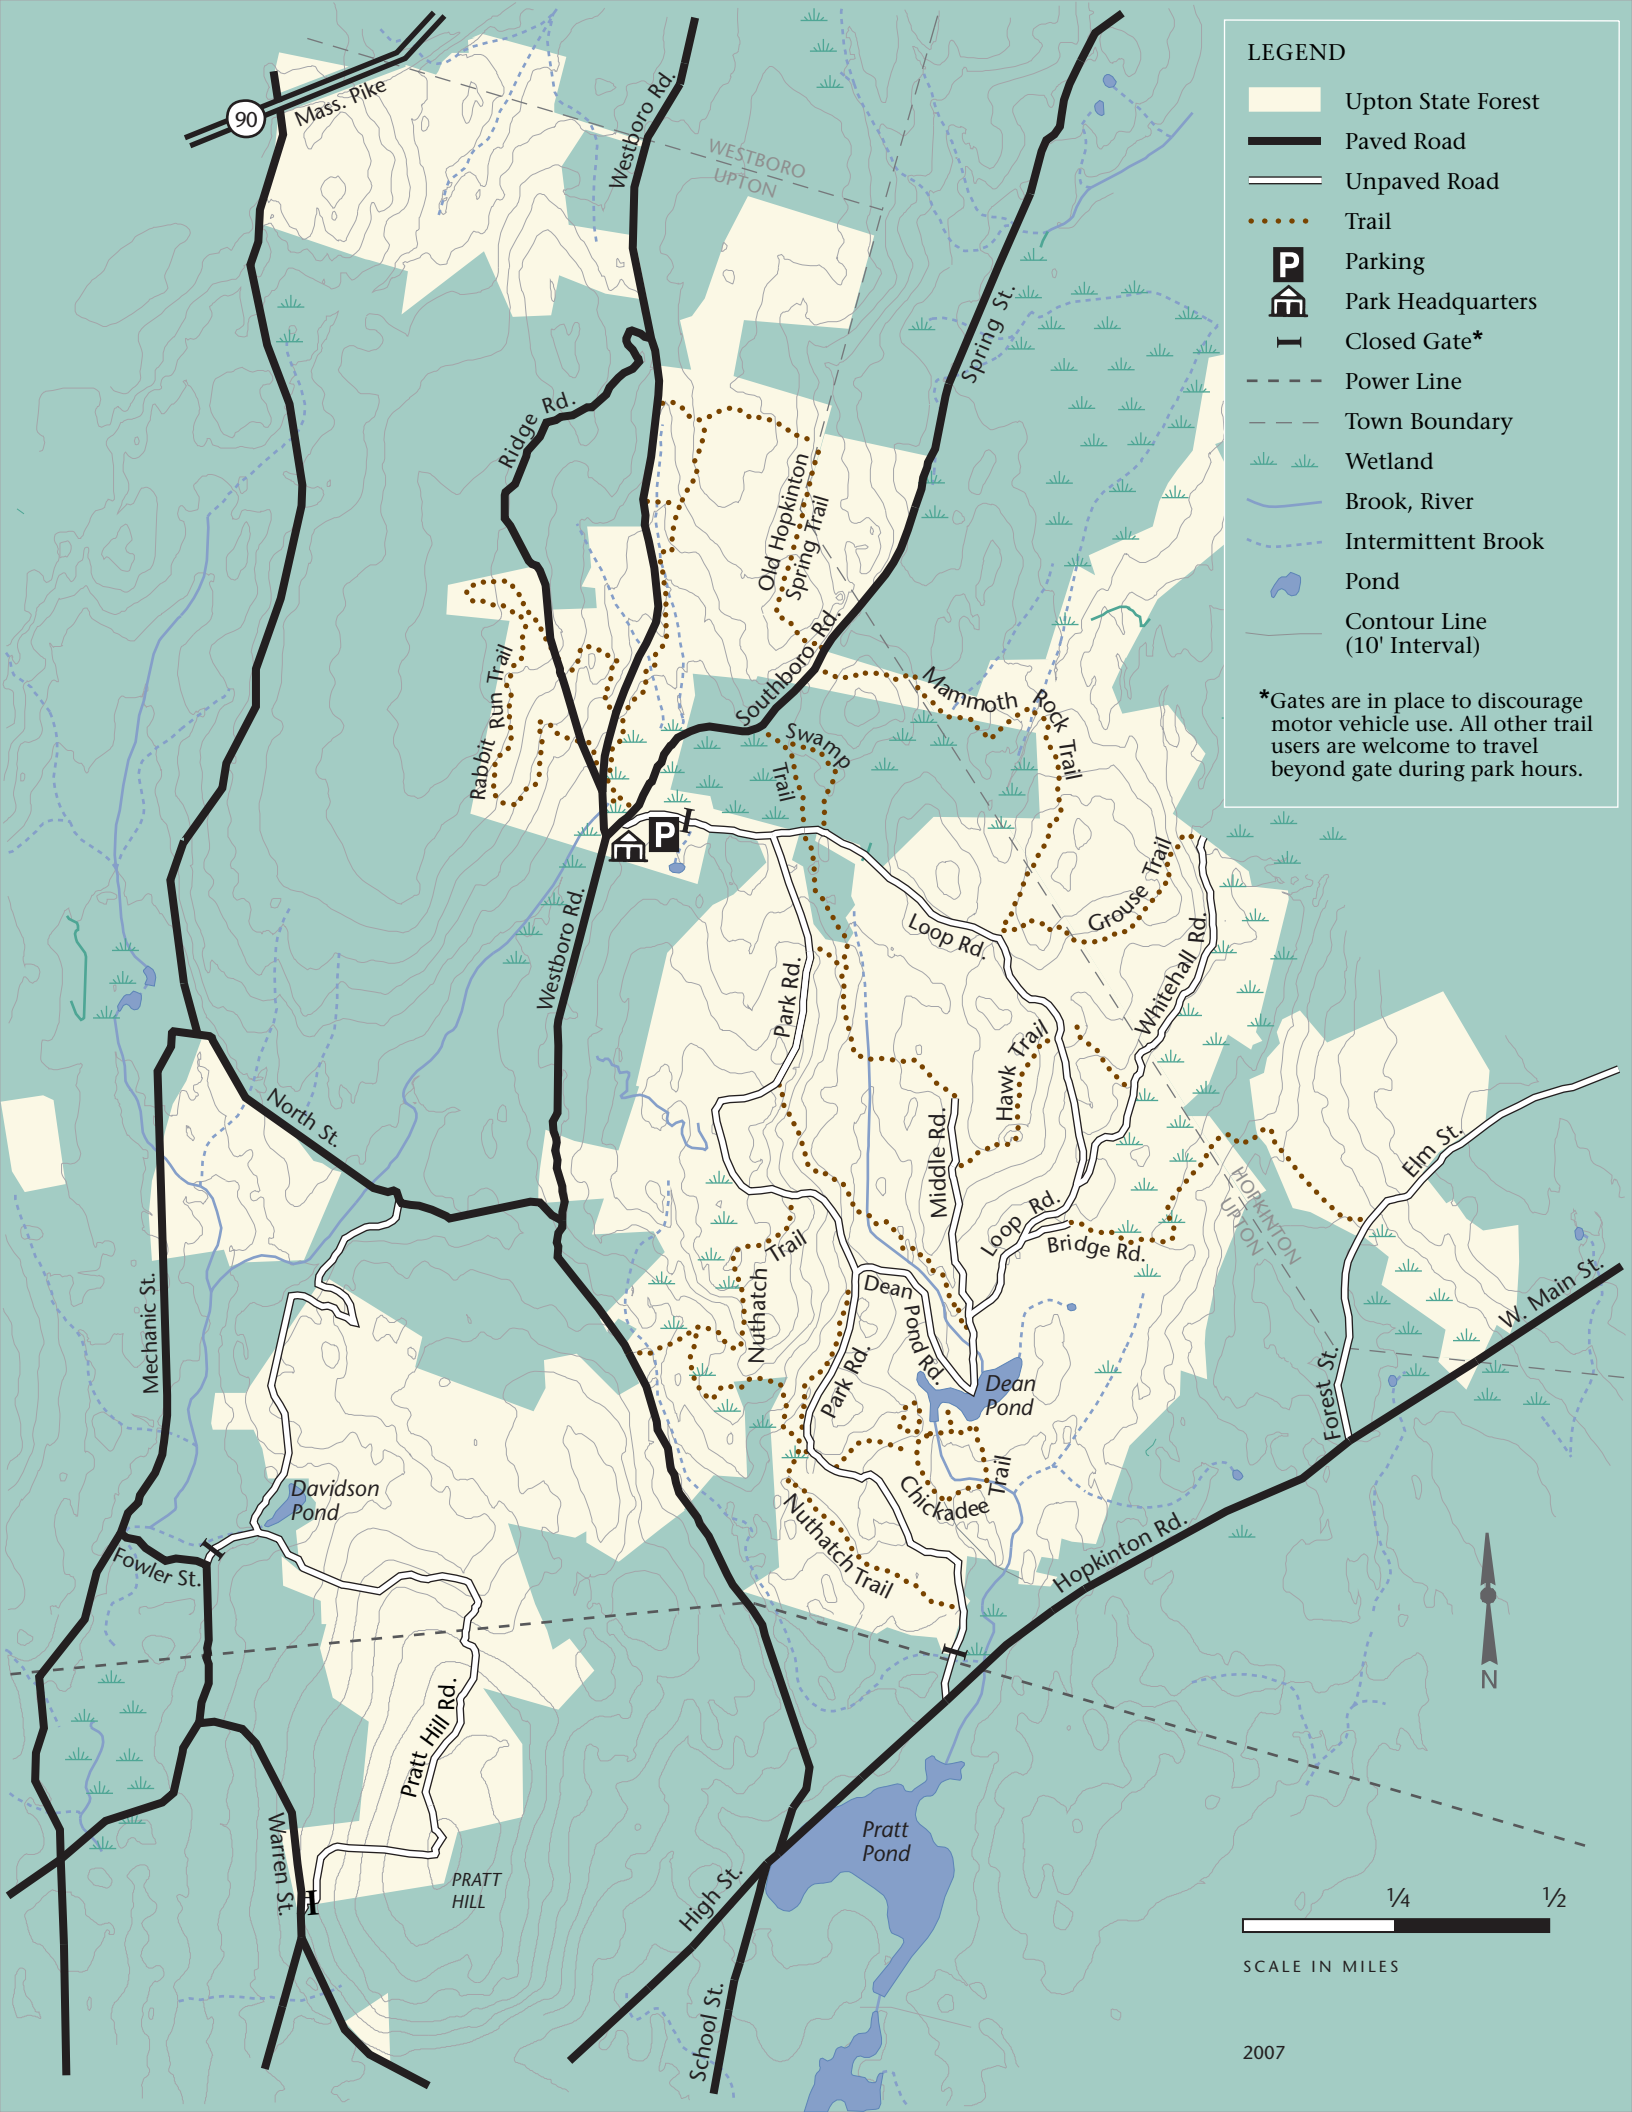 LEGEND
Upton State Forest
Paved Road
Unpaved Road
Trail
P Parking
Park Headquarters
Closed Gate*
Power Line
Town Boundary
Wetland
Brook, River
Intermittent Brook
Pond
Contour Line
(10' Interval)
*Gates are in place to discourage
motor vehicle use. All other trail
users are welcome to travel
beyond gate during park hours.
90
Mass. Pike
Westboro Rd.
WESTBORO
UPTON
Spring St.
Ridge Rd.
Old Hopkinton
Spring Trail
Rabbit Run Trail
Southboro Rd.
Mammoth Rock Trail
Swamp
Trail
P
Westboro Rd.
Loop Rd.
Grouse Trail
Whitehall Rd.
Park Rd.
Hawk Trail
Middle Rd.
North St.
Elm St.
HOPKINTON
UPTON
Loop Rd.
Bridge Rd.
Nuthatch
Trail
Dean
Pond Rd.
Mechanic St.
W. Main St.
Forest St.
Park Rd.
Dean
Pond
Davidson
Pond
Chickadee
Trail
Nuthatch Trail
Fowler St.
Hopkinton Rd.
N
Pratt Hill Rd.
Warren St.
PRATT
HILL
Pratt
Pond
High St.
School St.
¼ ½
SCALE IN MILES
2007